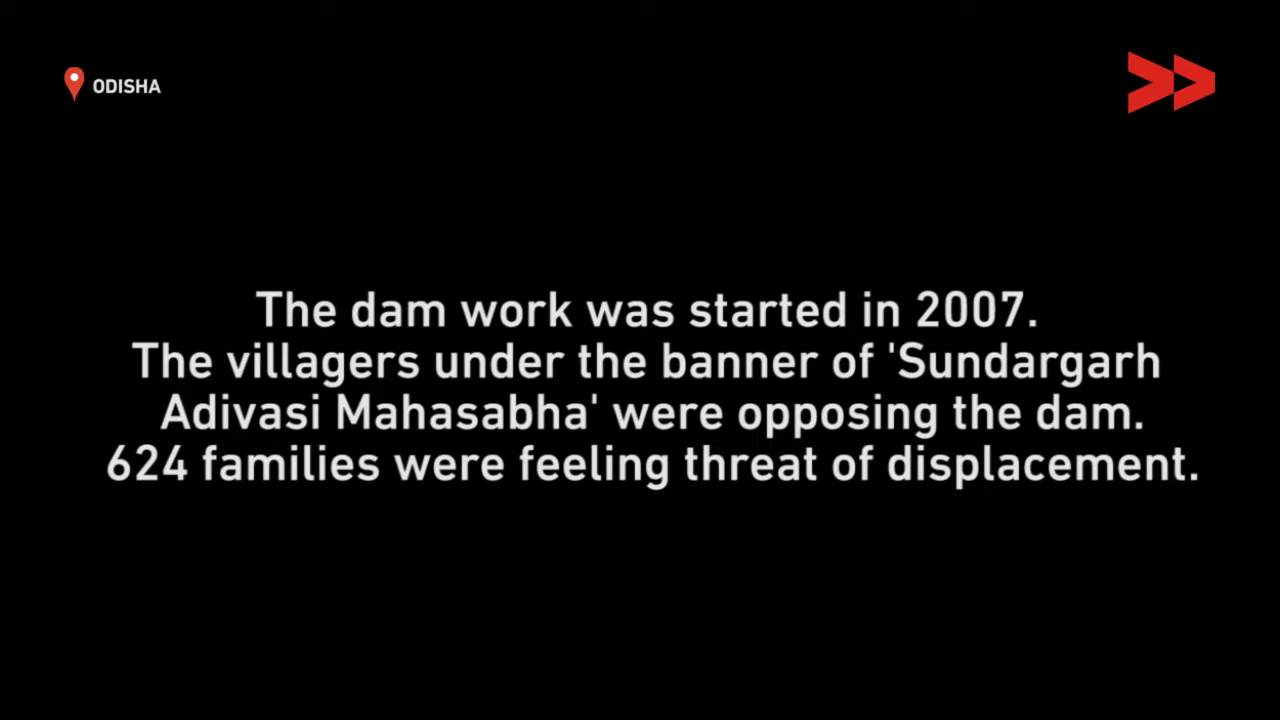 ODISHA
The dam work was started in 2007.
The villagers under the banner of 'Sundargarh
Adivasi Mahasabha' were opposing the dam.
624 families were feeling threat of displacement.